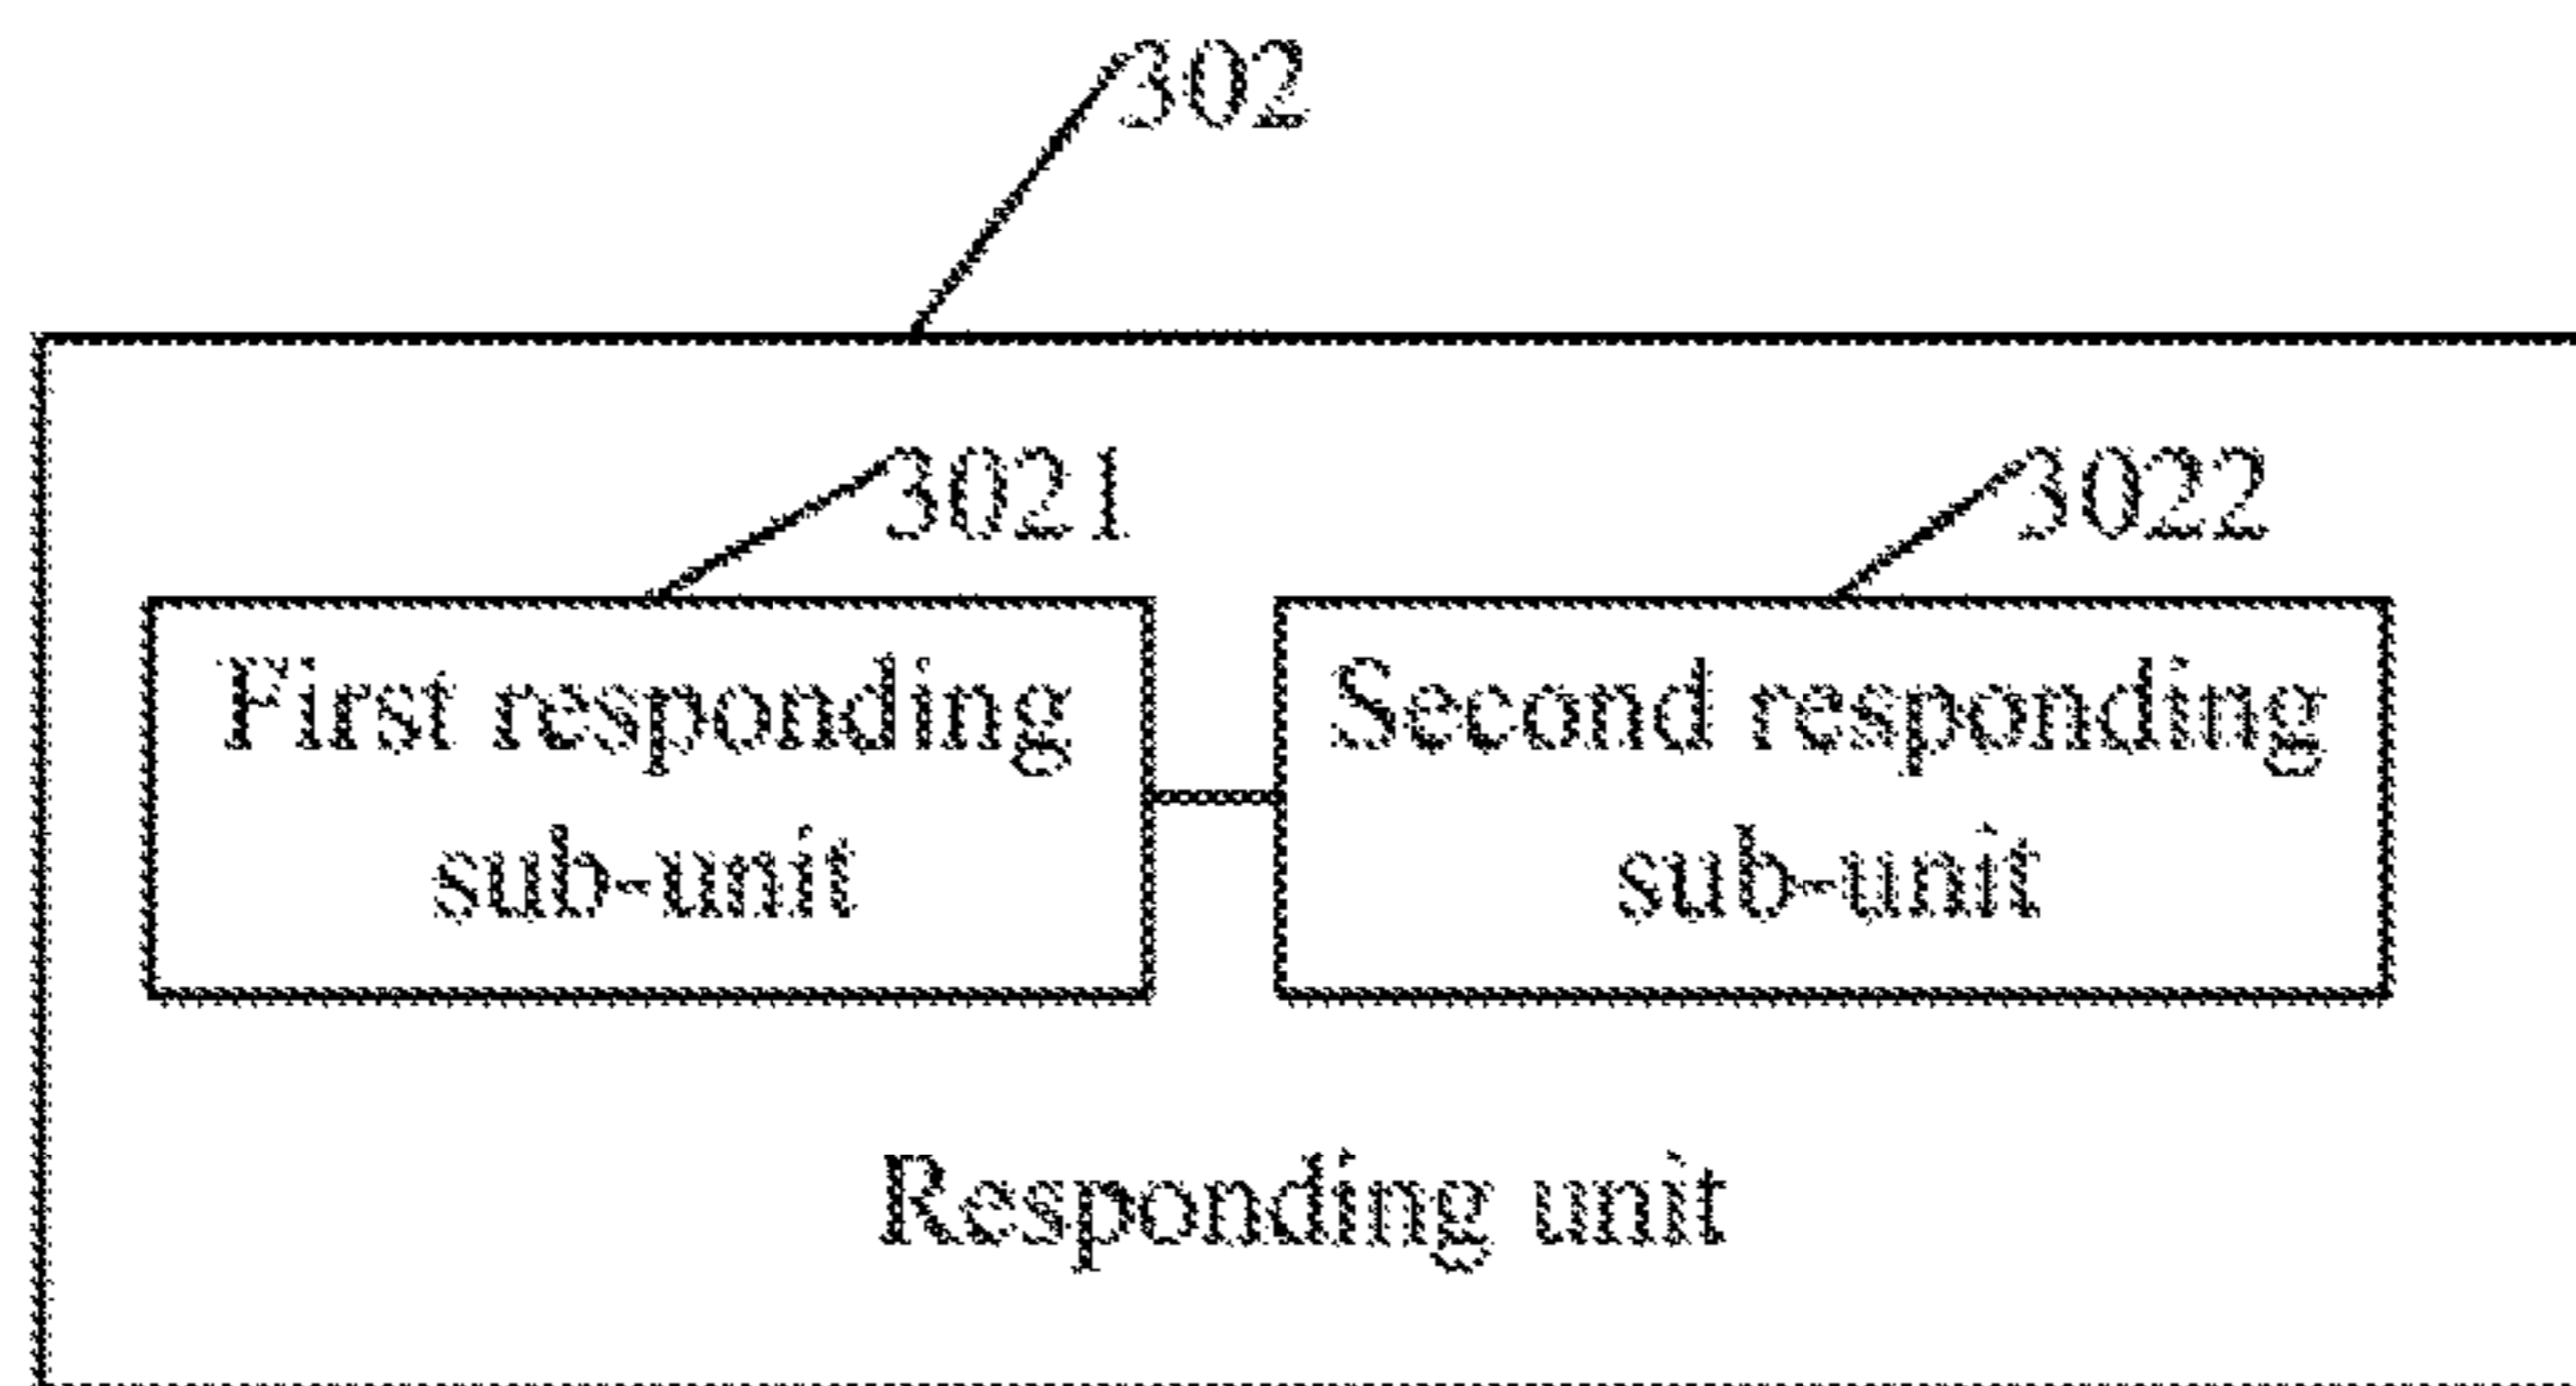 302
3021
3022
First responding
sub-unit
Second responding
sub-unit
Responding unit